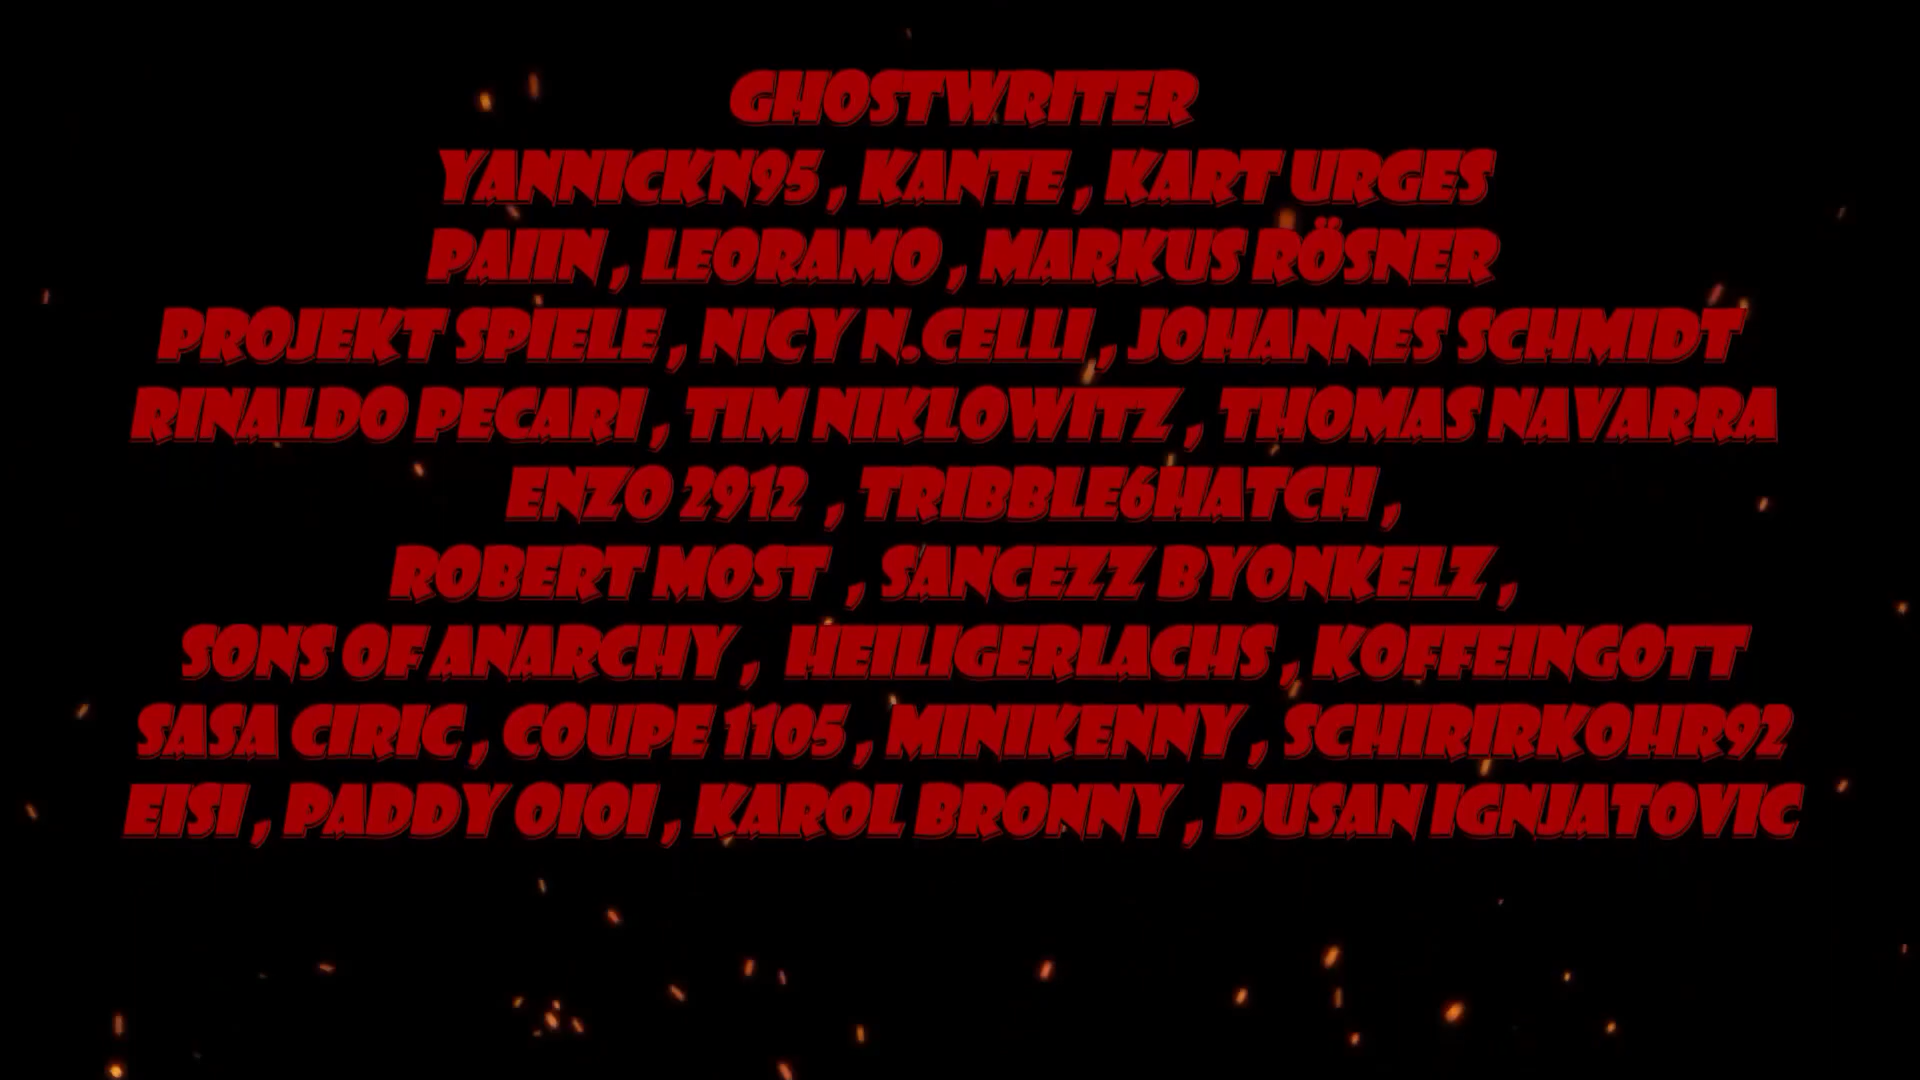 GHOSTWRITER
YANNICKN95 , KANTE , KART URGES
PAIIN , LEORAMO , MARKUS RÖSNER
PROJEKT SPIELE , NICY N.CELLI , JOHANNES SCHMIDT
RINALDO PECARI , TIM NIKLOWITZ , THOMAS NAVARRA
ENZO 2912 , TRIBBLE6HATCH ,
ROBERT MOST , SANCEZZ BYONKELZ ,
SONS OF ANARCHY , HEILIGERLACHS , KOFFEINGOTT
SASA CIRIC , COUPE 1105 , MINIKENNY , SCHIRIRKOHR92
EISI , PADDY OIOI , KAROL BRONNY , DUSAN IGNJATOVIC